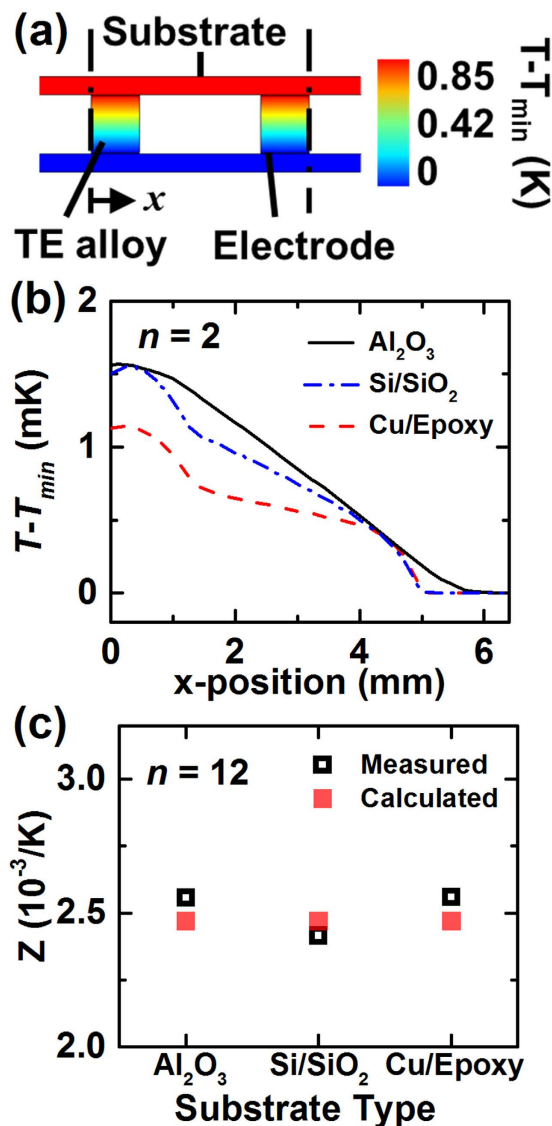 (a)
Substrate
T-Tmin (K)
0.85
0.42
0
x
TE alloy
Electrode
(b)
n = 2
Al₂O₃
Si/SiO₂
Cu/Epoxy
T-Tmin (mK)
2
1
0
0
2
4
6
x-position (mm)
(c)
n = 12
Measured
Calculated
Z (10⁻³/K)
3.0
2.5
2.0
Al₂O₃
Si/SiO₂
Cu/Epoxy
Substrate Type